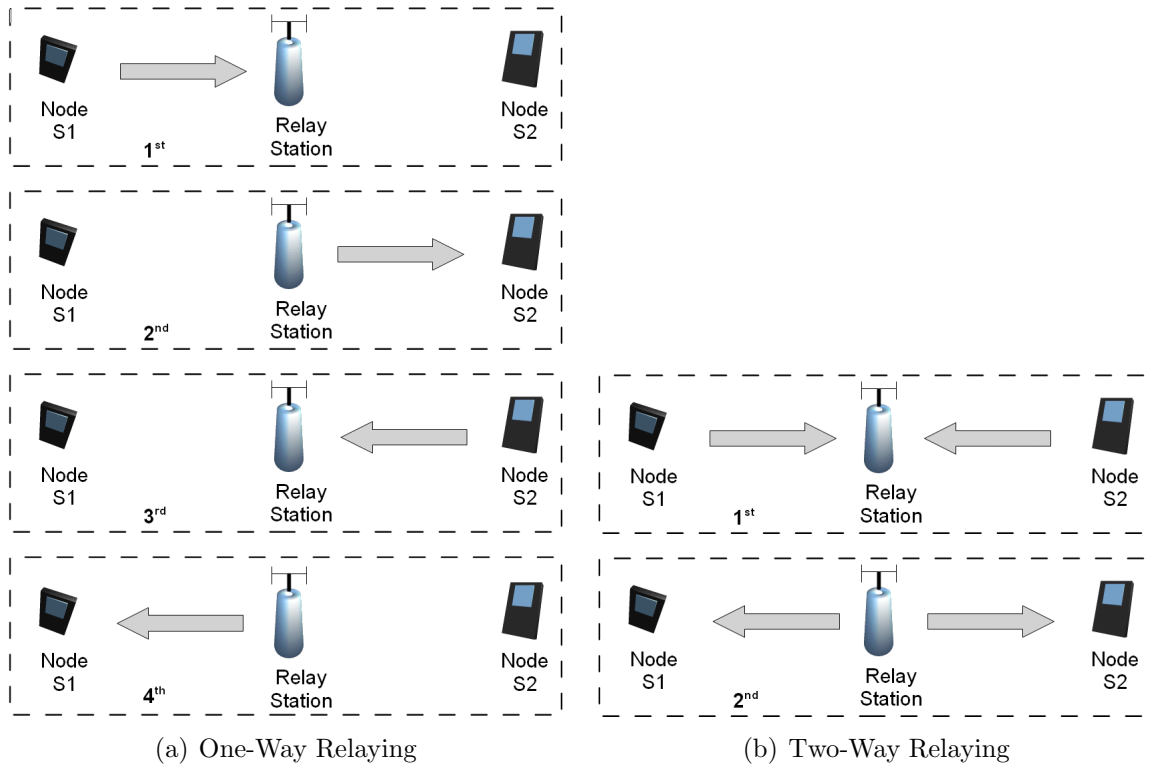 Node
S1
1st
Relay
Station
Node
S2
Node
S1
2nd
Relay
Station
Node
S2
Node
S1
3rd
Relay
Station
Node
S2
Node
S1
4th
Relay
Station
Node
S2
(a) One-Way Relaying
Node
S1
1st
Relay
Station
Node
S2
Node
S1
2nd
Relay
Station
Node
S2
(b) Two-Way Relaying